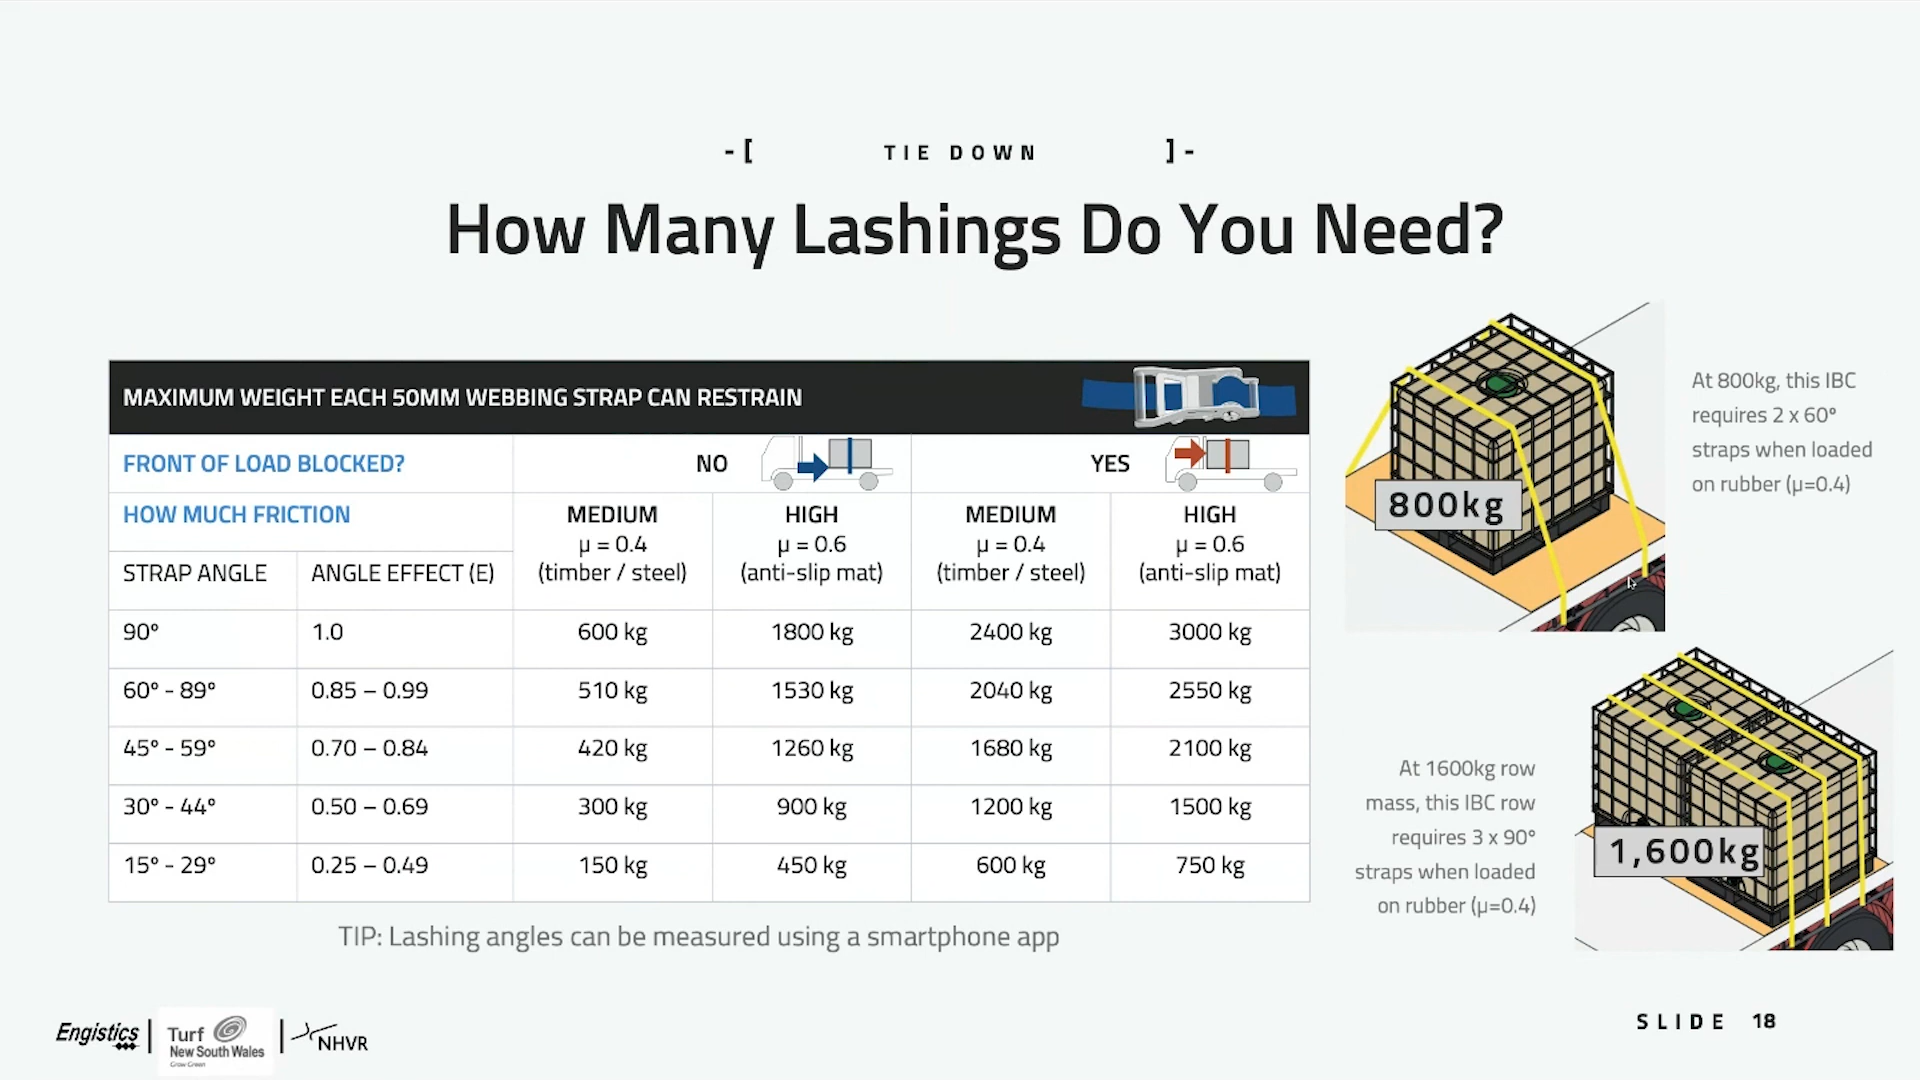 -[ TIE DOWN ]-
How Many Lashings Do You Need?
MAXIMUM WEIGHT EACH 50MM WEBBING STRAP CAN RESTRAIN
FRONT OF LOAD BLOCKED? NO YES
HOW MUCH FRICTION MEDIUM HIGH MEDIUM HIGH
µ = 0.4 µ = 0.6 µ = 0.4 µ = 0.6
STRAP ANGLE ANGLE EFFECT (E) (timber / steel) (anti-slip mat) (timber / steel) (anti-slip mat)
90° 1.0 600 kg 1800 kg 2400 kg 3000 kg
60° - 89° 0.85 – 0.99 510 kg 1530 kg 2040 kg 2550 kg
45° - 59° 0.70 – 0.84 420 kg 1260 kg 1680 kg 2100 kg
30° - 44° 0.50 – 0.69 300 kg 900 kg 1200 kg 1500 kg
15° - 29° 0.25 – 0.49 150 kg 450 kg 600 kg 750 kg
TIP: Lashing angles can be measured using a smartphone app
At 800kg, this IBC
requires 2 x 60°
straps when loaded
on rubber (µ=0.4)
800kg
At 1600kg row
mass, this IBC row
requires 3 x 90°
straps when loaded
on rubber (µ=0.4)
1,600kg
Engistics
Turf
New South Wales
Grow Green
NHVR
SLIDE 18